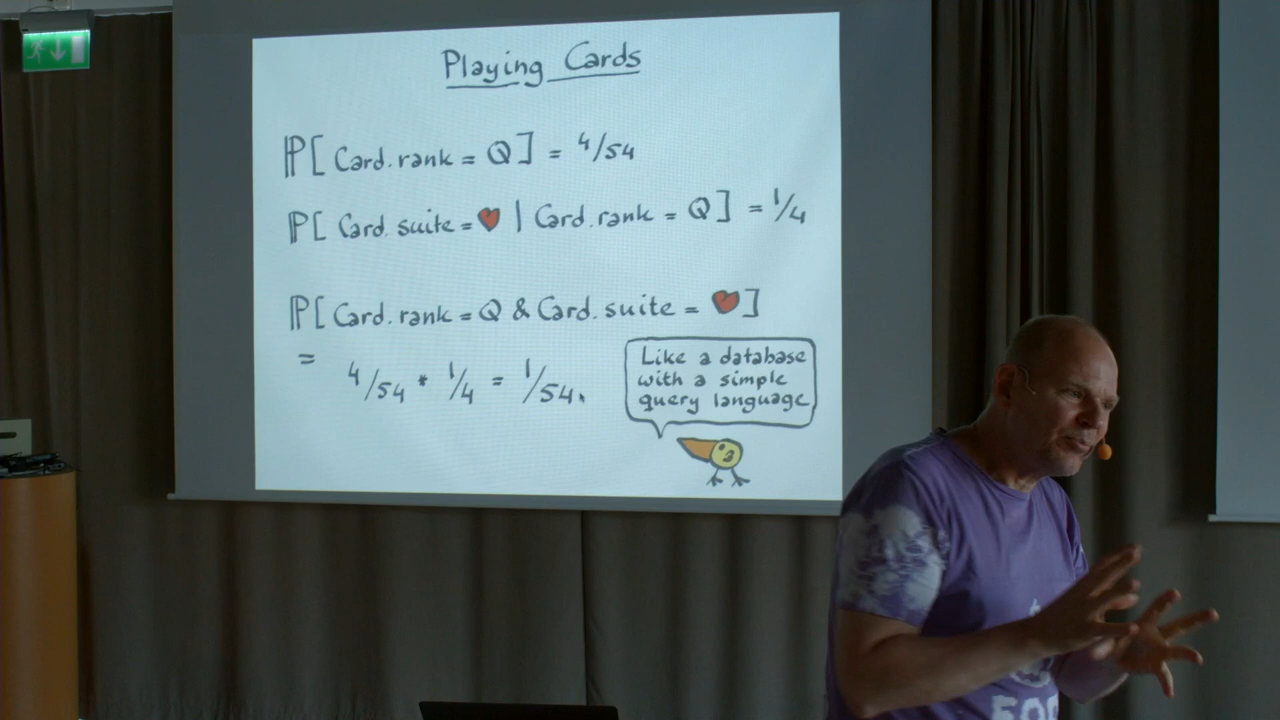 Playing Cards
ℙ[ Card.rank = Q ] = 4/54
ℙ[ Card.suite = ♥ | Card.rank = Q ] = 1/4
ℙ[ Card.rank = Q & Card.suite = ♥ ]
= 4/54 * 1/4 = 1/54.
Like a database
with a simple
query language